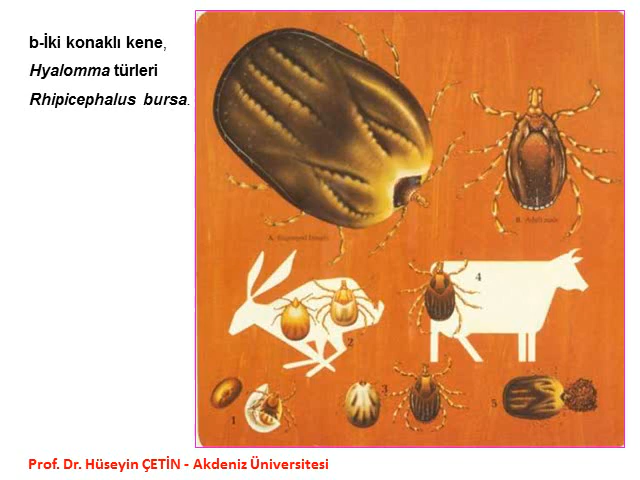 b-İki konaklı kene,
Hyalomma türleri
Rhipicephalus bursa.
A. Engorged female
B. Adult male
4
2
3
1
5
Prof. Dr. Hüseyin ÇETİN - Akdeniz Üniversitesi